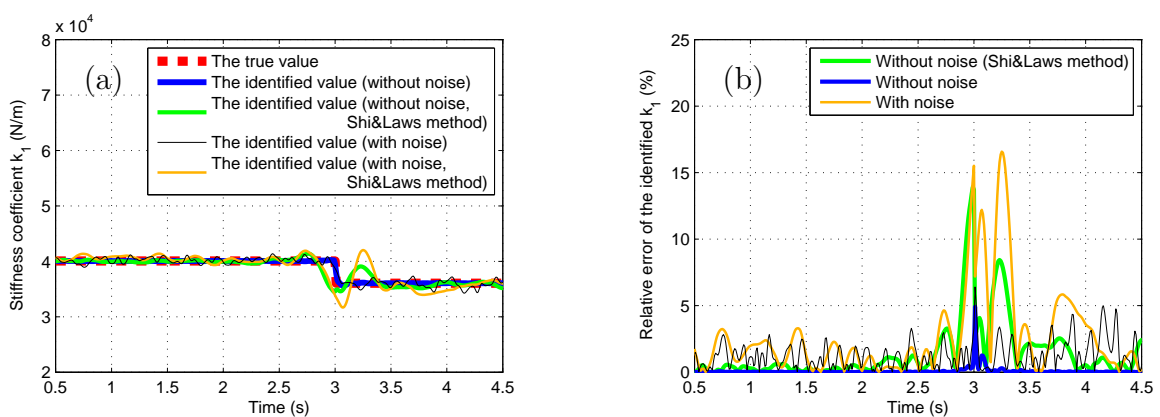 x 10^4
8
7
6
5
4
3
2
0.5 1 1.5 2 2.5 3 3.5 4 4.5
Time (s)
Stiffness coefficient k_1 (N/m)
(a)
The true value
The identified value (without noise)
The identified value (without noise,
Shi&Laws method)
The identified value (with noise)
The identified value (with noise,
Shi&Laws method)
25
20
15
10
5
0
0.5 1 1.5 2 2.5 3 3.5 4 4.5
Time (s)
Relative error of the identified k_1 (%)
(b)
Without noise (Shi&Laws method)
Without noise
With noise